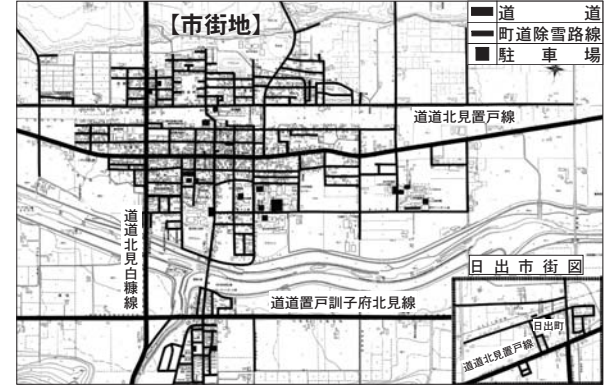 【市街地】
道道
町道除雪路線
駐車場
道道北見置戸線
道道北見白糠線
道道置戸訓子府北見線
日出市街図
日出町
道道北見置戸線